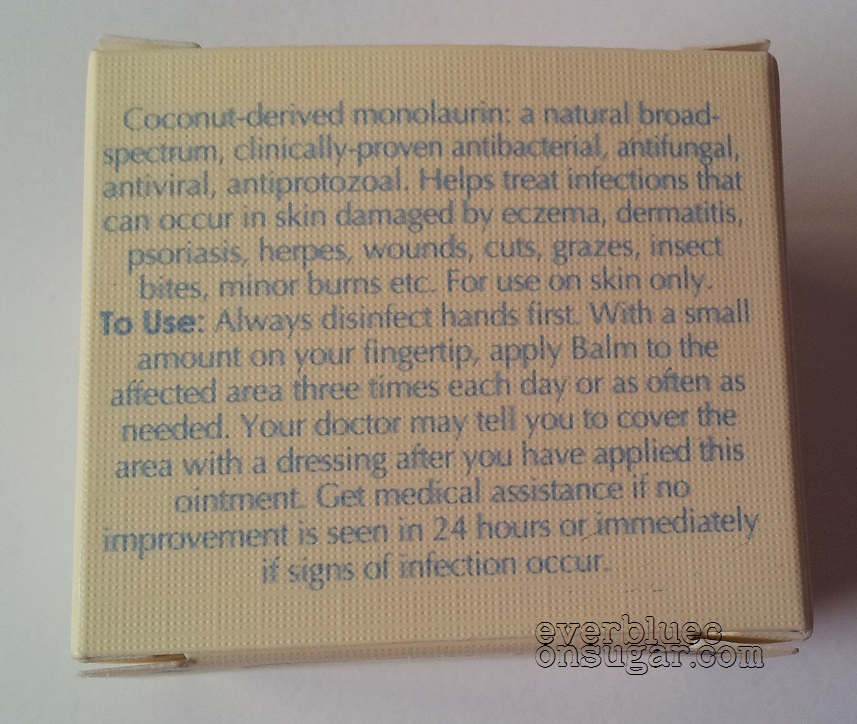 Coconut-derived monolaurin: a natural broad-
spectrum, clinically-proven antibacterial, antifungal,
antiviral, antiprotozoal. Helps treat infections that
can occur in skin damaged by eczema, dermatitis,
psoriasis, herpes, wounds, cuts, grazes, insect
bites, minor burns etc. For use on skin only.
To Use: Always disinfect hands first. With a small
amount on your fingertip, apply Balm to the
affected area three times each day or as often as
needed. Your doctor may tell you to cover the
area with a dressing after you have applied this
ointment. Get medical assistance if no
improvement is seen in 24 hours or immediately
if signs of infection occur.
everbluec
onsugar.com